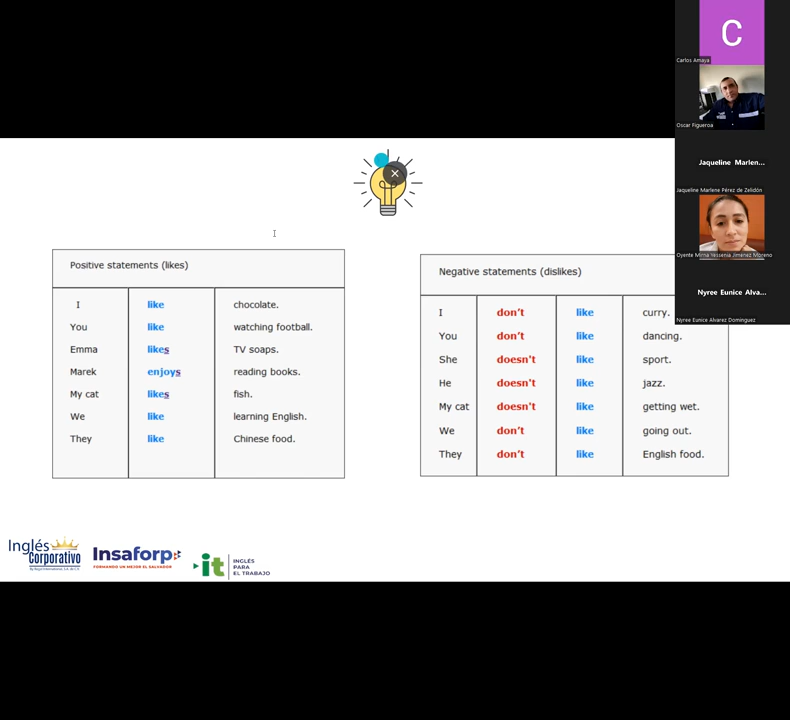 C
Carlos Amaya
Oscar Figueroa
Jaqueline Marlen...
Jaqueline Marlene Pérez de Zelidón
Oyente Mirna Yessenia Jiménez Moreno
Nyree Eunice Alva...
Nyree Eunice Alvarez Dominguez
Positive statements (likes)
I like chocolate.
You like watching football.
Emma likes TV soaps.
Marek enjoys reading books.
My cat likes fish.
We like learning English.
They like Chinese food.
Negative statements (dislikes)
I don't like curry.
You don't like dancing.
She doesn't like sport.
He doesn't like jazz.
My cat doesn't like getting wet.
We don't like going out.
They don't like English food.
Inglés
Corporativo
Insaforp
FORMANDO UN MEJOR EL SALVADOR
it
INGLÉS
PARA
EL TRABAJO